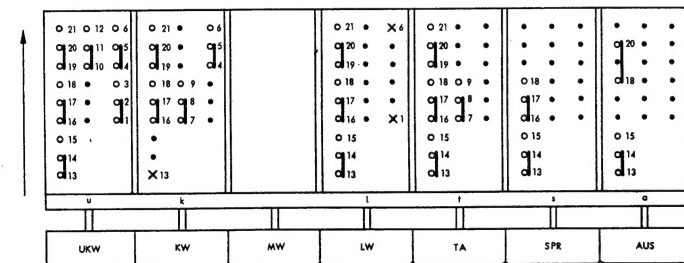 21 12 6 21 6 21 6 21
20 11 5 20 5 20 20 20
19 10 4 19 4 19 19
18 3 18 9 18 18 9 18 18
17 2 17 8 17 17 8 17
16 1 16 7 16 1 16 7 16
15 15 15 15 15
14 14 14 14 14
13 13 13 13 13 13
u k l t s a
UKW KW MW LW TA SPR AUS